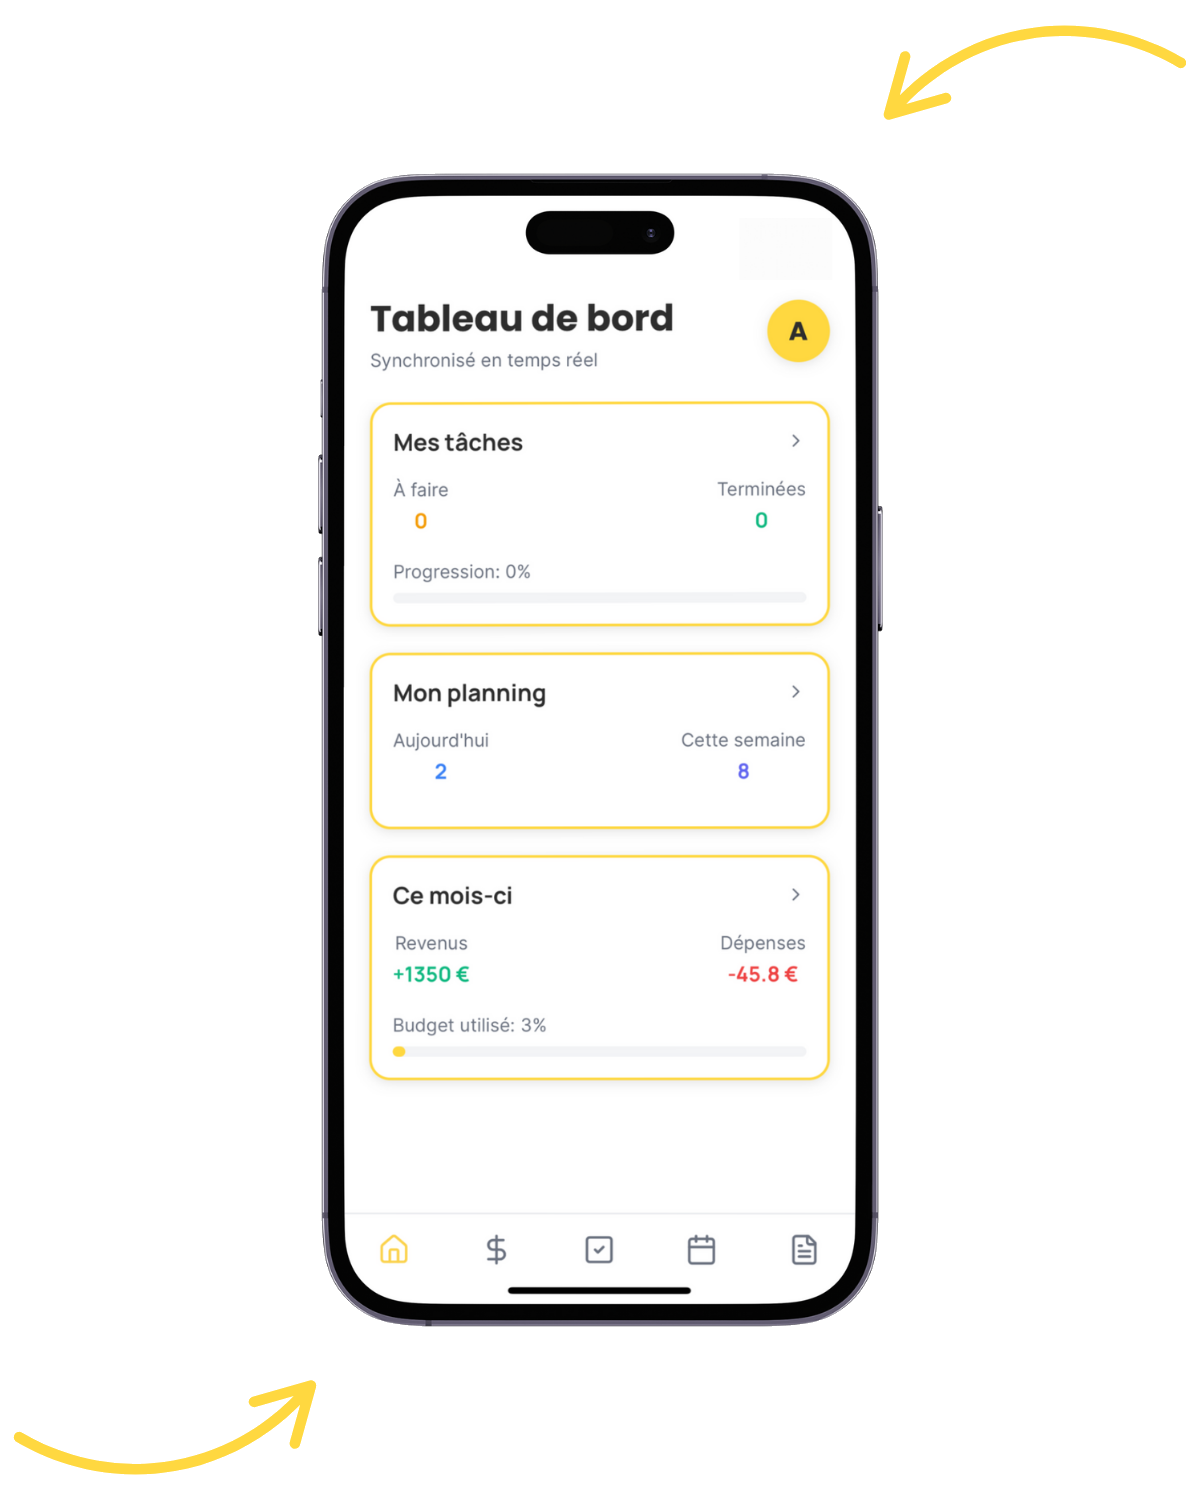 Tableau de bord
A
Synchronisé en temps réel
Mes tâches
À faire
Terminées
0
0
Progression: 0%
Mon planning
Aujourd'hui
Cette semaine
2
8
Ce mois-ci
Revenus
Dépenses
+1350 €
-45.8 €
Budget utilisé: 3%